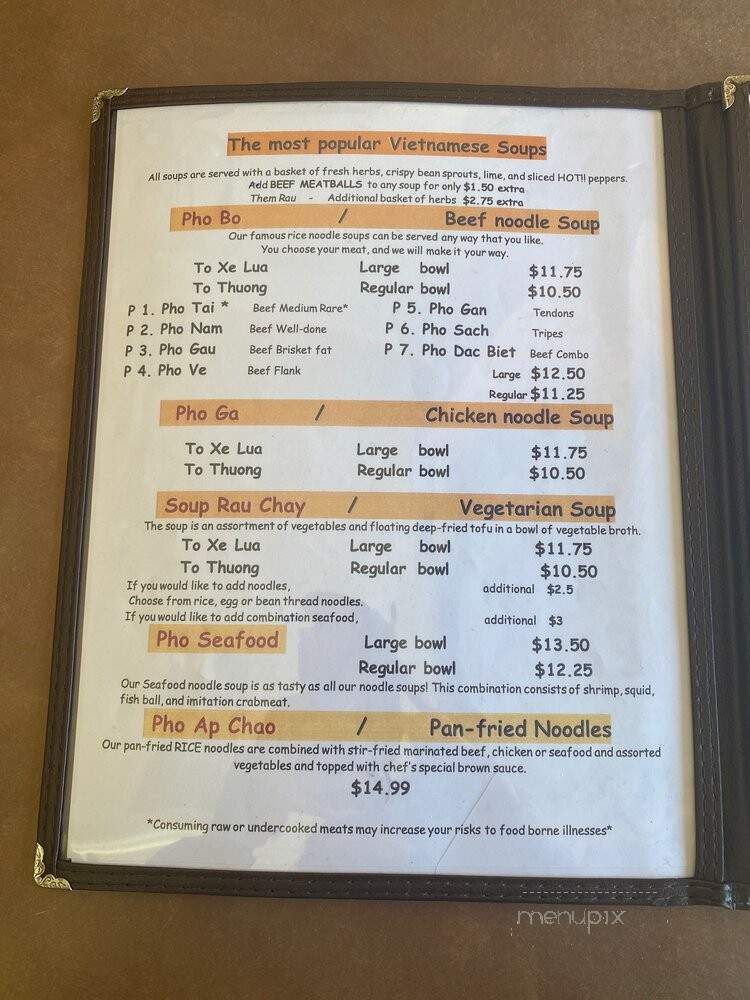 The most popular Vietnamese Soups
All soups are served with a basket of fresh herbs, crispy bean sprouts, lime, and sliced HOT!! peppers.
Add BEEF MEATBALLS to any soup for only $1.50 extra
Them Rau - Additional basket of herbs $2.75 extra
Pho Bo / Beef noodle Soup
Our famous rice noodle soups can be served any way that you like.
You choose your meat, and we will make it your way.
To Xe Lua Large bowl $11.75
To Thuong Regular bowl $10.50
P 1. Pho Tai * Beef Medium Rare* P 5. Pho Gan Tendons
P 2. Pho Nam Beef Well-done P 6. Pho Sach Tripes
P 3. Pho Gau Beef Brisket fat P 7. Pho Dac Biet Beef Combo
P 4. Pho Ve Beef Flank Large $12.50
Regular $11.25
Pho Ga / Chicken noodle Soup
To Xe Lua Large bowl $11.75
To Thuong Regular bowl $10.50
Soup Rau Chay / Vegetarian Soup
The soup is an assortment of vegetables and floating deep-fried tofu in a bowl of vegetable broth.
To Xe Lua Large bowl $11.75
To Thuong Regular bowl $10.50
If you would like to add noodles, additional $2.5
Choose from rice, egg or bean thread noodles.
If you would like to add combination seafood, additional $3
Pho Seafood Large bowl $13.50
Regular bowl $12.25
Our Seafood noodle soup is as tasty as all our noodle soups! This combination consists of shrimp, squid,
fish ball, and imitation crabmeat.
Pho Ap Chao / Pan-fried Noodles
Our pan-fried RICE noodles are combined with stir-fried marinated beef, chicken or seafood and assorted
vegetables and topped with chef's special brown sauce.
$14.99
*Consuming raw or undercooked meats may increase your risks to food borne illnesses*
menupix